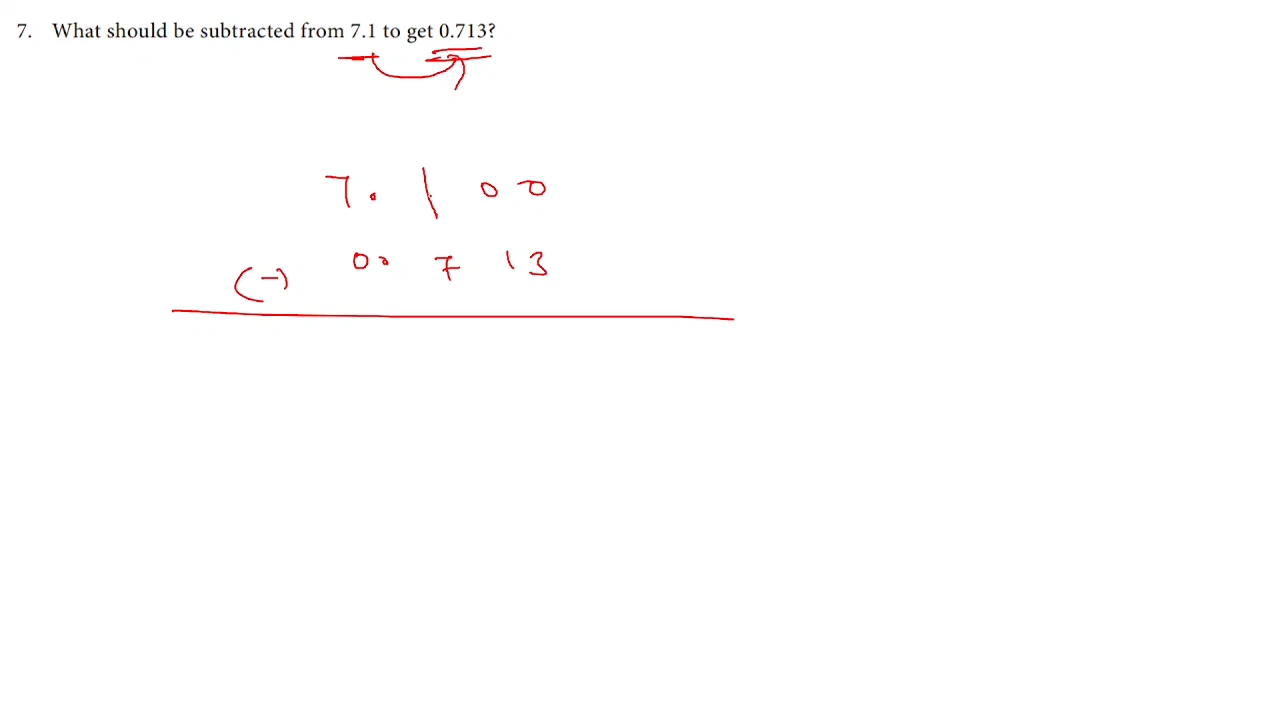 7. What should be subtracted from 7.1 to get 0.713?
7.100
(-) 0.713